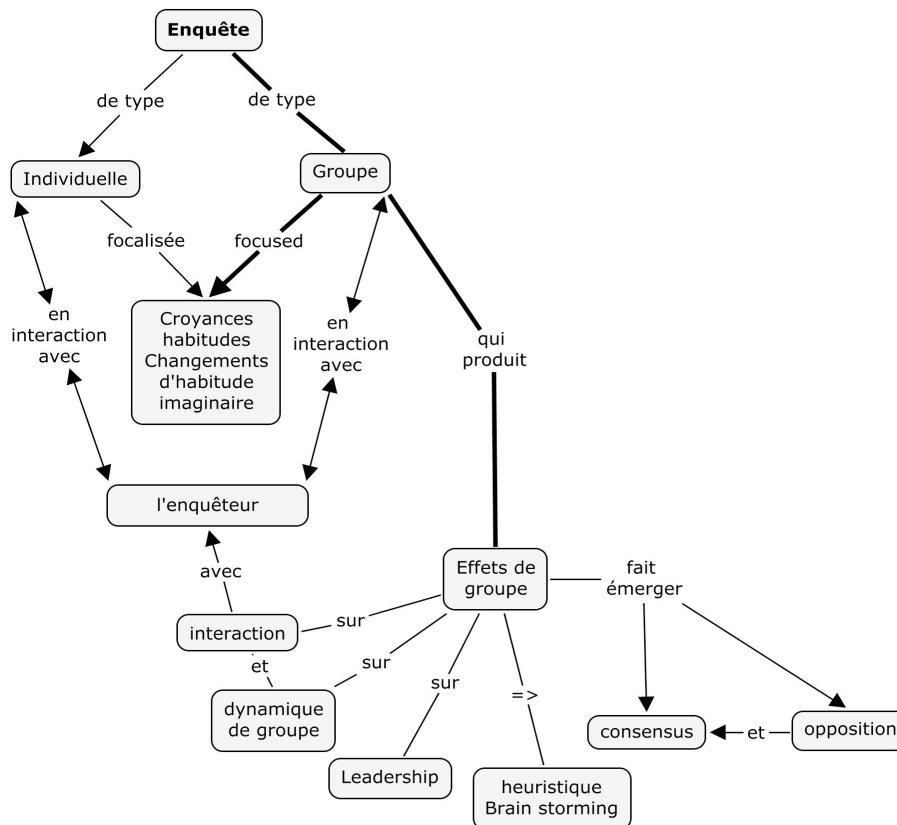 Enquête
de type
de type
Individuelle
Groupe
focalisée
focused
en
interaction
avec
Croyances
habitudes
Changements
d'habitude
imaginaire
en
interaction
avec
qui
produit
l'enquêteur
avec
Effets de
groupe
fait
émerger
interaction
sur
et
sur
sur
=>
dynamique
de groupe
consensus
et
opposition
Leadership
heuristique
Brain storming